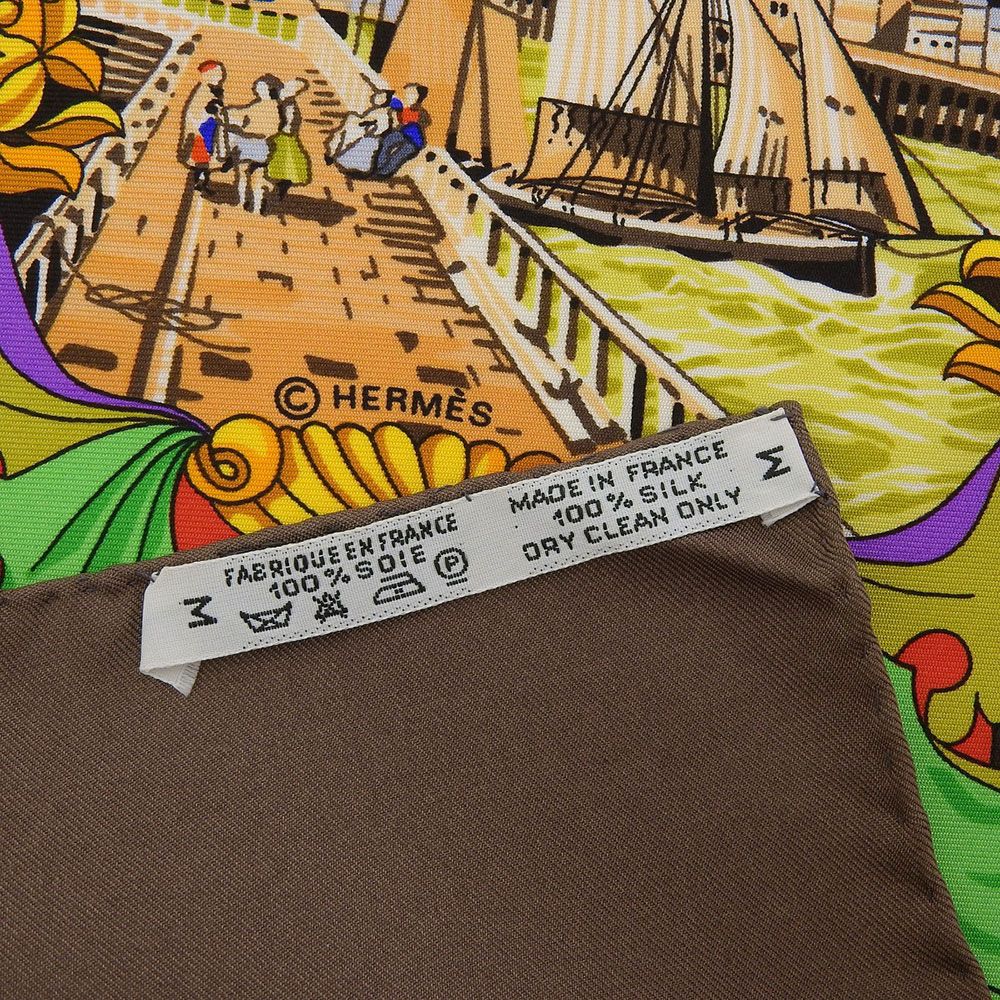 © HERMÈS
M
FABRIQUE EN FRANCE
100% SOIE
P
MADE IN FRANCE
100% SILK
DRY CLEAN ONLY
M